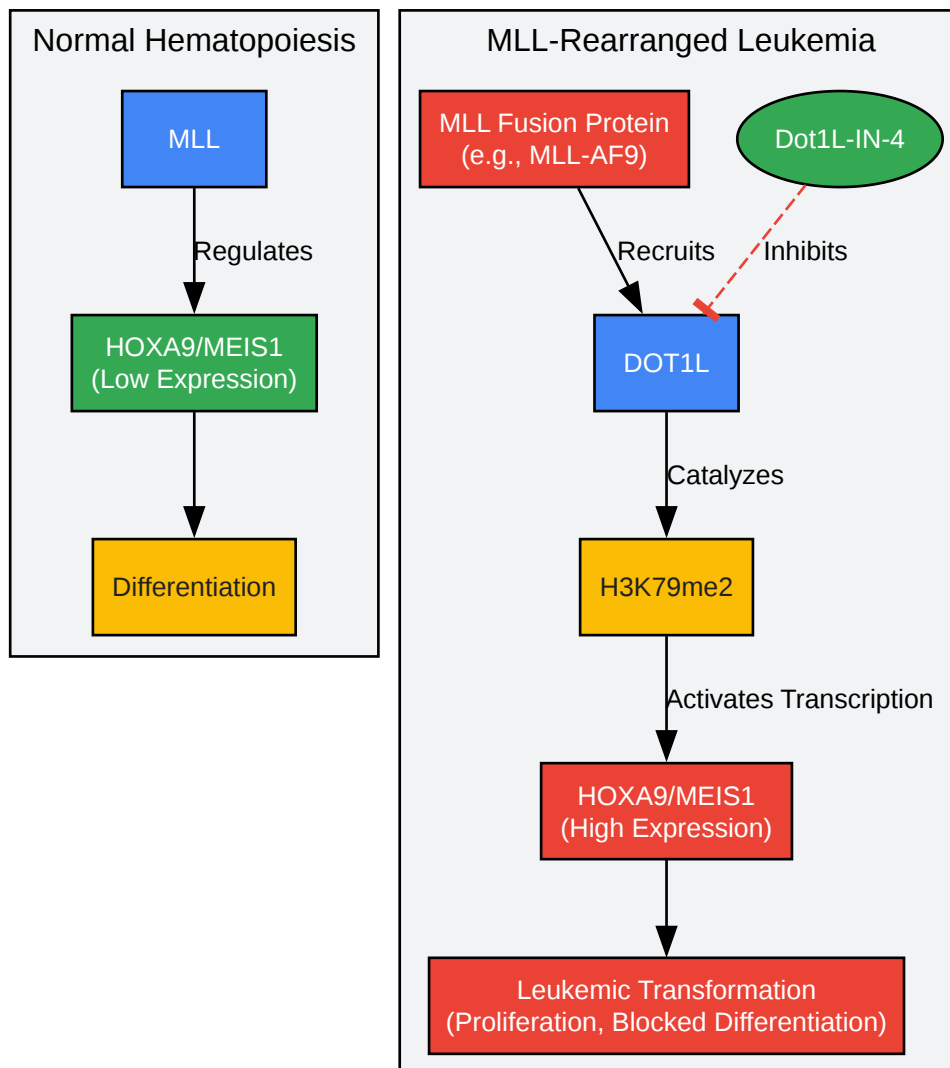 Normal Hematopoiesis
MLL
Regulates
HOXA9/MEIS1
(Low Expression)
Differentiation
MLL-Rearranged Leukemia
MLL Fusion Protein
(e.g., MLL-AF9)
Dot1L-IN-4
Recruits
Inhibits
DOT1L
Catalyzes
H3K79me2
Activates Transcription
HOXA9/MEIS1
(High Expression)
Leukemic Transformation
(Proliferation, Blocked Differentiation)